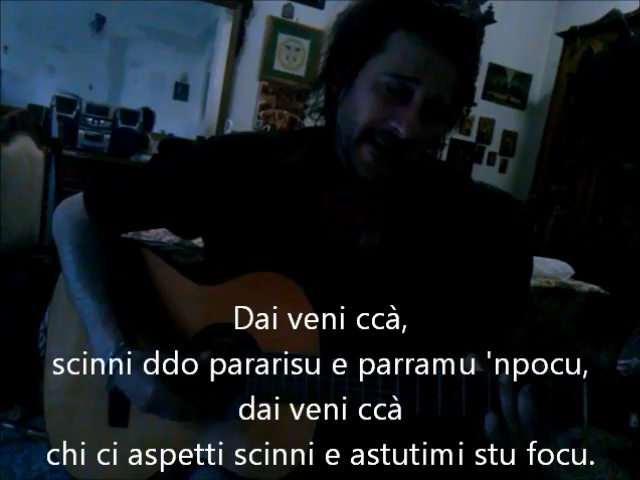 Dai veni ccà,
scinni ddo pararisu e parramu 'npocu,
dai veni ccà
chi ci aspetti scinni e astutimi stu focu.